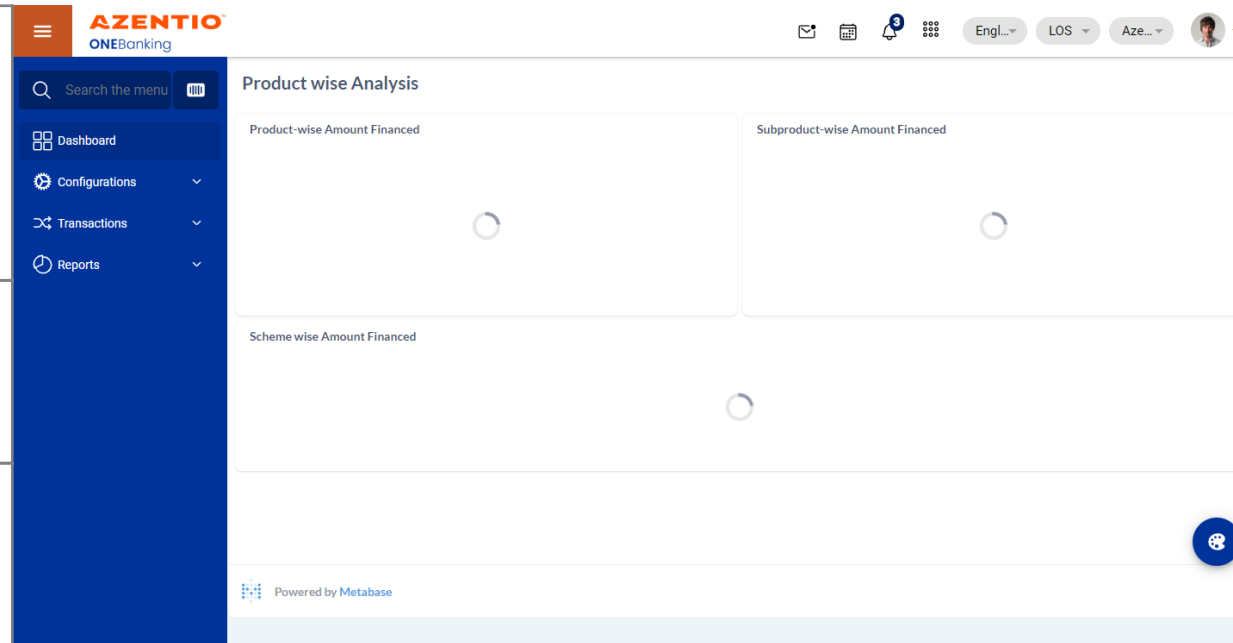 AZENTIO
ONEBanking
3
Engl...
LOS
Aze...
Search the menu
Dashboard
Configurations
Transactions
Reports
Product wise Analysis
Product-wise Amount Financed
Subproduct-wise Amount Financed
Scheme wise Amount Financed
Powered by Metabase